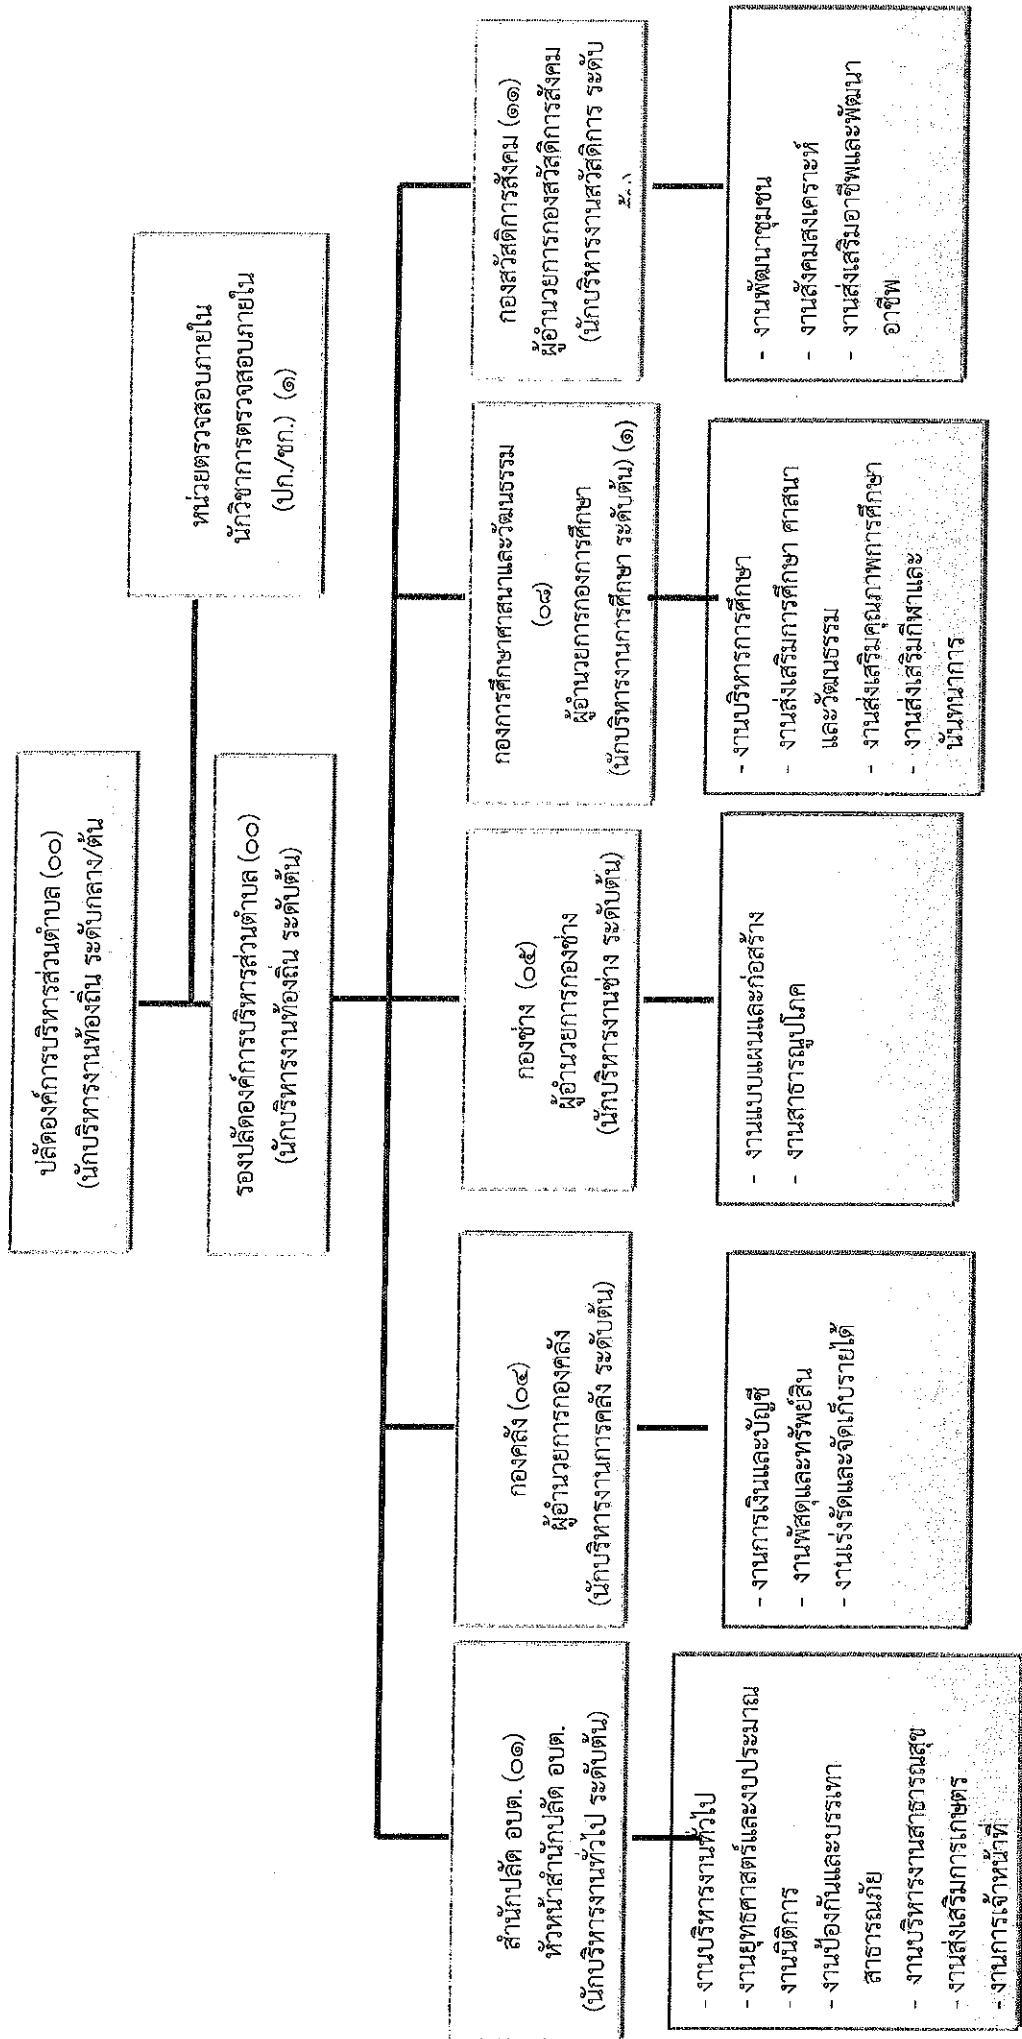 ปลัดองค์การบริหารส่วนตำบล (๐๐)
(นักบริหารงานท้องถิ่น ระดับกลาง/ต้น
หน่วยตรวจสอบภายใน
นักวิชาการตรวจสอบภายใน
(ปก./ชก.) (๑)
รองปลัดองค์การบริหารส่วนตำบล (๐๐)
(นักบริหารงานท้องถิ่น ระดับต้น)
สำนักปลัด อบต. (๐๑)
หัวหน้าสำนักปลัด อบต.
(นักบริหารงานทั่วไป ระดับต้น)
- งานบริหารงานทั่วไป
- งานยุทธศาสตร์และงบประมาณ
- งานนิติการ
- งานป้องกันและบรรเทา
สาธารณภัย
- งานบริหารงานสาธารณสุข
- งานส่งเสริมการเกษตร
- งานการเจ้าหน้าที่
กองคลัง (๐๔)
ผู้อำนวยการกองคลัง
(นักบริหารงานการคลัง ระดับต้น)
- งานการเงินและบัญชี
- งานพัสดุและทรัพย์สิน
- งานเร่งรัดและจัดเก็บรายได้
กองช่าง (๐๕)
ผู้อำนวยการกองช่าง
(นักบริหารงานช่าง ระดับต้น)
- งานแบบแผนและก่อสร้าง
- งานสาธารณูปโภค
กองการศึกษาศาสนาและวัฒนธรรม
(๐๘)
ผู้อำนวยการกองการศึกษา
(นักบริหารงานการศึกษา ระดับต้น) (๑)
- งานบริหารการศึกษา
- งานส่งเสริมการศึกษา ศาสนา
และวัฒนธรรม
- งานส่งเสริมคุณภาพการศึกษา
- งานส่งเสริมกีฬาและ
นันทนาการ
กองสวัสดิการสังคม (๑๑)
ผู้อำนวยการกองสวัสดิการสังคม
(นักบริหารงานสวัสดิการ ระดับ
- งานพัฒนาชุมชน
- งานสังคมสงเคราะห์
- งานส่งเสริมอาชีพและพัฒนา
อาชีพ